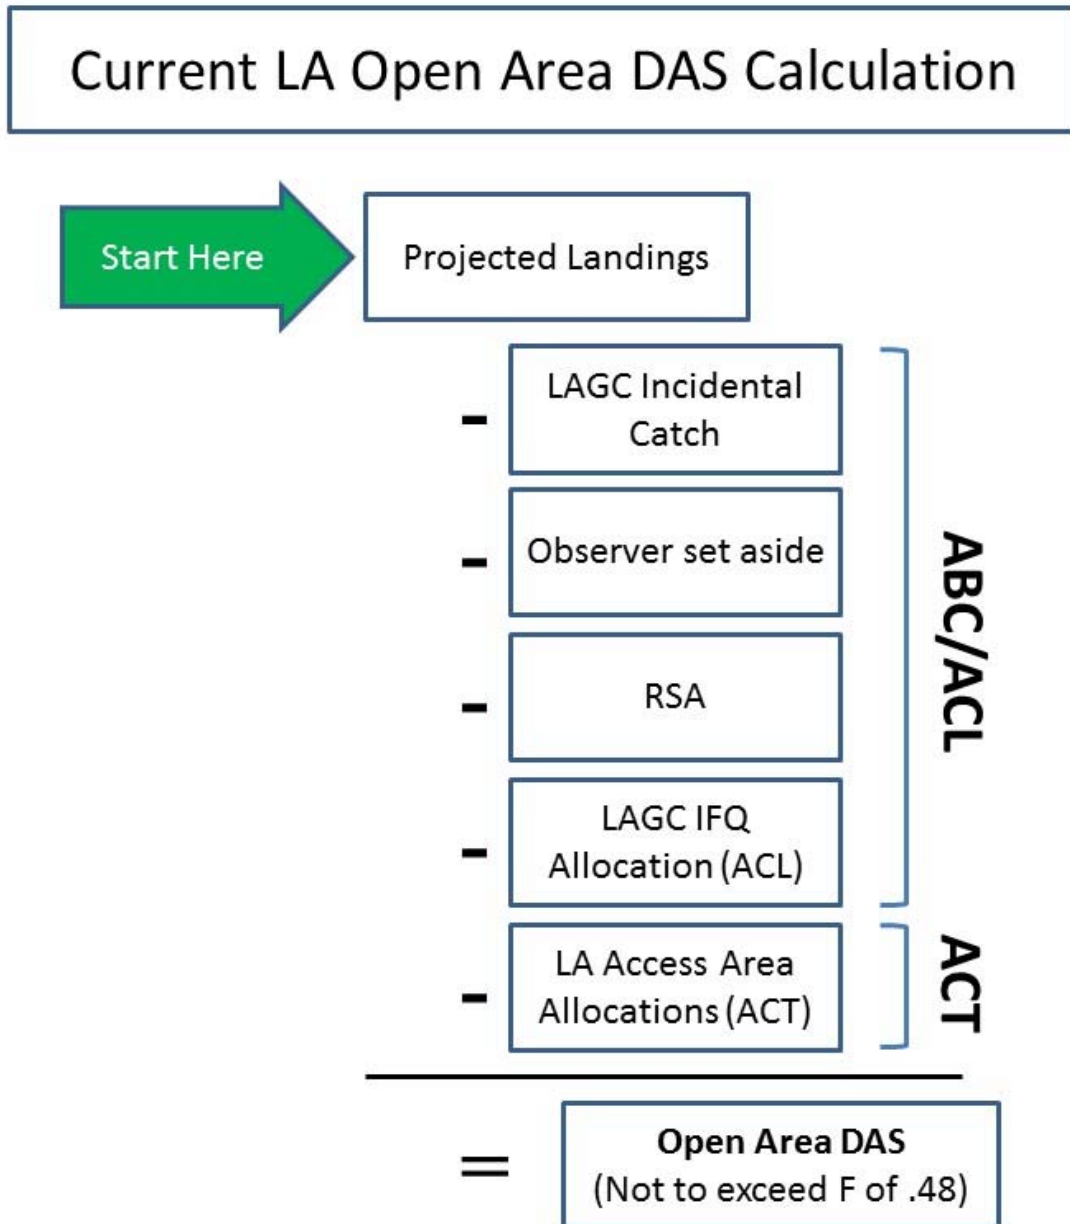 Current LA Open Area DAS Calculation
Start Here
Projected Landings
-
LAGC Incidental
Catch
-
Observer set aside
-
RSA
-
LAGC IFQ
Allocation (ACL)
ABC/ACL
-
LA Access Area
Allocations (ACT)
ACT
=
Open Area DAS
(Not to exceed F of .48)